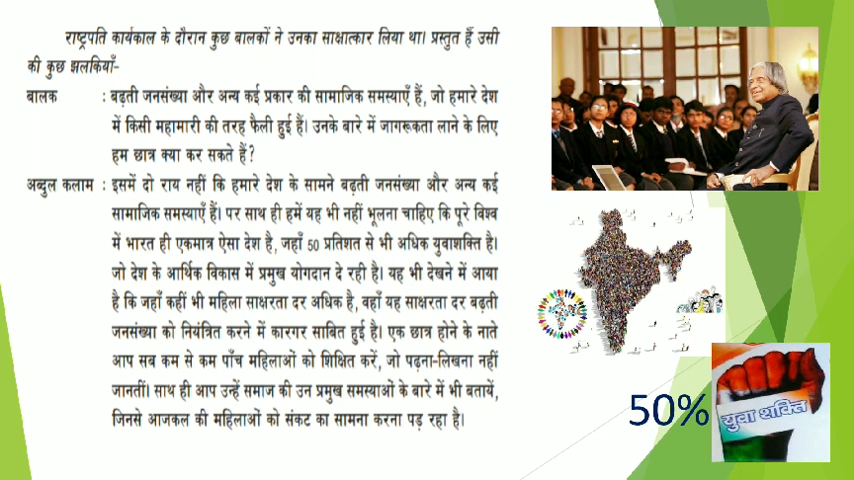 राष्ट्रपति कार्यकाल के दौरान कुछ बालकों ने उनका साक्षात्कार लिया था। प्रस्तुत हैं उसी
की कुछ झलकियाँ-
बालक : बढ़ती जनसंख्या और अन्य कई प्रकार की सामाजिक समस्याएँ हैं, जो हमारे देश
में किसी महामारी की तरह फैली हुई हैं। उनके बारे में जागरूकता लाने के लिए
हम छात्र क्या कर सकते हैं?
अब्दुल कलाम : इसमें दो राय नहीं कि हमारे देश के सामने बढ़ती जनसंख्या और अन्य कई
सामाजिक समस्याएँ हैं। पर साथ ही हमें यह भी नहीं भूलना चाहिए कि पूरे विश्व
में भारत ही एकमात्र ऐसा देश है, जहाँ 50 प्रतिशत से भी अधिक युवाशक्ति है।
जो देश के आर्थिक विकास में प्रमुख योगदान दे रही है। यह भी देखने में आया
है कि जहाँ कहीं भी महिला साक्षरता दर अधिक है, वहाँ यह साक्षरता दर बढ़ती
जनसंख्या को नियंत्रित करने में कारगर साबित हुई है। एक छात्र होने के नाते
आप सब कम से कम पाँच महिलाओं को शिक्षित करें, जो पढ़ना-लिखना नहीं
जानतीं। साथ ही आप उन्हें समाज की उन प्रमुख समस्याओं के बारे में भी बतायें,
जिनसे आजकल की महिलाओं को संकट का सामना करना पड़ रहा है।
50%
युवा शक्ति